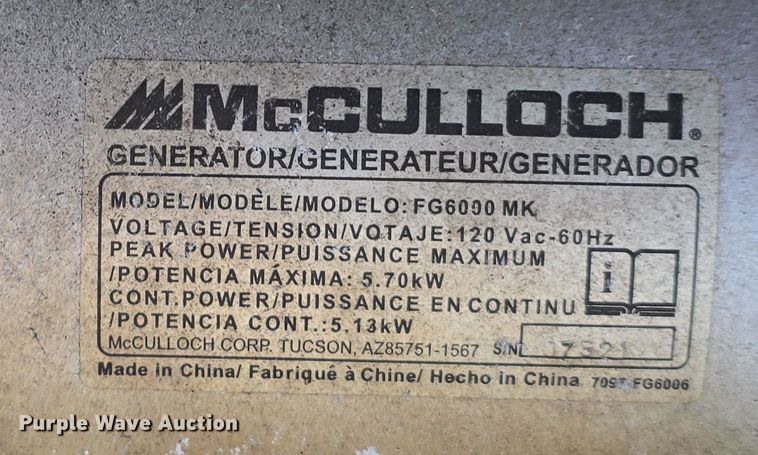 McCULLOCH®
GENERATOR/GENERATEUR/GENERADOR
MODEL/MODÈLE/MODELO: FG6000 MK
VOLTAGE/TENSION/VOTAJE: 120 Vac-60Hz
PEAK POWER/PUISSANCE MAXIMUM
/POTENCIA MÁXIMA: 5.70kW
CONT.POWER/PUISSANCE EN CONTINU
/POTENCIA CONT.:5.13kW
McCULLOCH CORP. TUCSON, AZ85751-1567 S/N:
Made in China/ Fabriqué à Chine/ Hecho in China
Purple Wave Auction